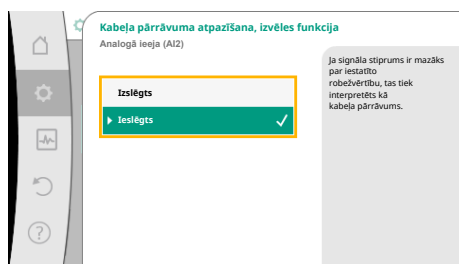 Kabeļa pārrāvuma atpazīšana, izvēles funkcija
Analogā ieeja (AI2)
Ja signāla stiprums ir mazāks
par iestatīto
robežvērtību, tas tiek
interpretēts kā
kabeļa pārrāvums.
Izslēgts
Ieslēgts